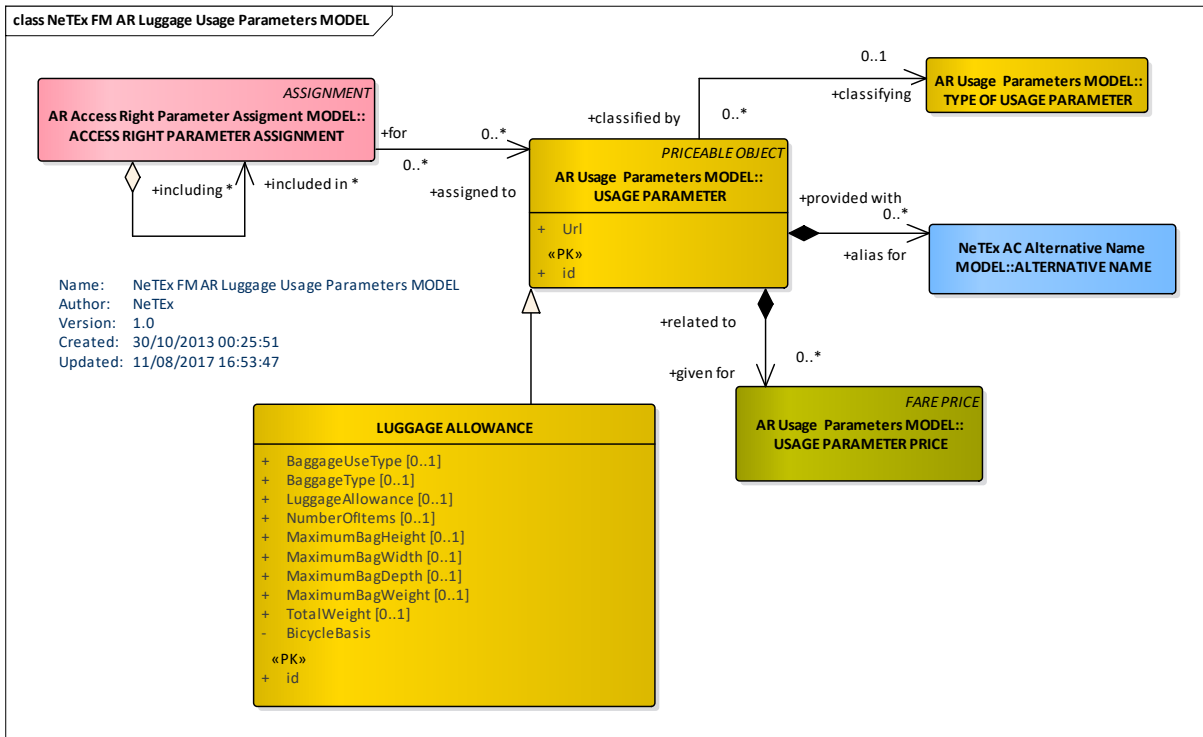 class NeTEx FM AR Luggage Usage Parameters MODEL
ASSIGNMENT
AR Access Right Parameter Assigment MODEL::
ACCESS RIGHT PARAMETER ASSIGNMENT
+including *
+included in *
+for
0..*
0..*
+assigned to
+classified by
0..*
0..1
+classifying
AR Usage Parameters MODEL::
TYPE OF USAGE PARAMETER
PRICEABLE OBJECT
AR Usage Parameters MODEL::
USAGE PARAMETER
+ Url
«PK»
+ id
+provided with
0..*
+alias for
NeTEx AC Alternative Name
MODEL::ALTERNATIVE NAME
Name: NeTEx FM AR Luggage Usage Parameters MODEL
Author: NeTEx
Version: 1.0
Created: 30/10/2013 00:25:51
Updated: 11/08/2017 16:53:47
+related to
0..*
+given for
FARE PRICE
AR Usage Parameters MODEL::
USAGE PARAMETER PRICE
LUGGAGE ALLOWANCE
+ BaggageUseType [0..1]
+ BaggageType [0..1]
+ LuggageAllowance [0..1]
+ NumberOfItems [0..1]
+ MaximumBagHeight [0..1]
+ MaximumBagWidth [0..1]
+ MaximumBagDepth [0..1]
+ MaximumBagWeight [0..1]
+ TotalWeight [0..1]
- BicycleBasis
«PK»
+ id